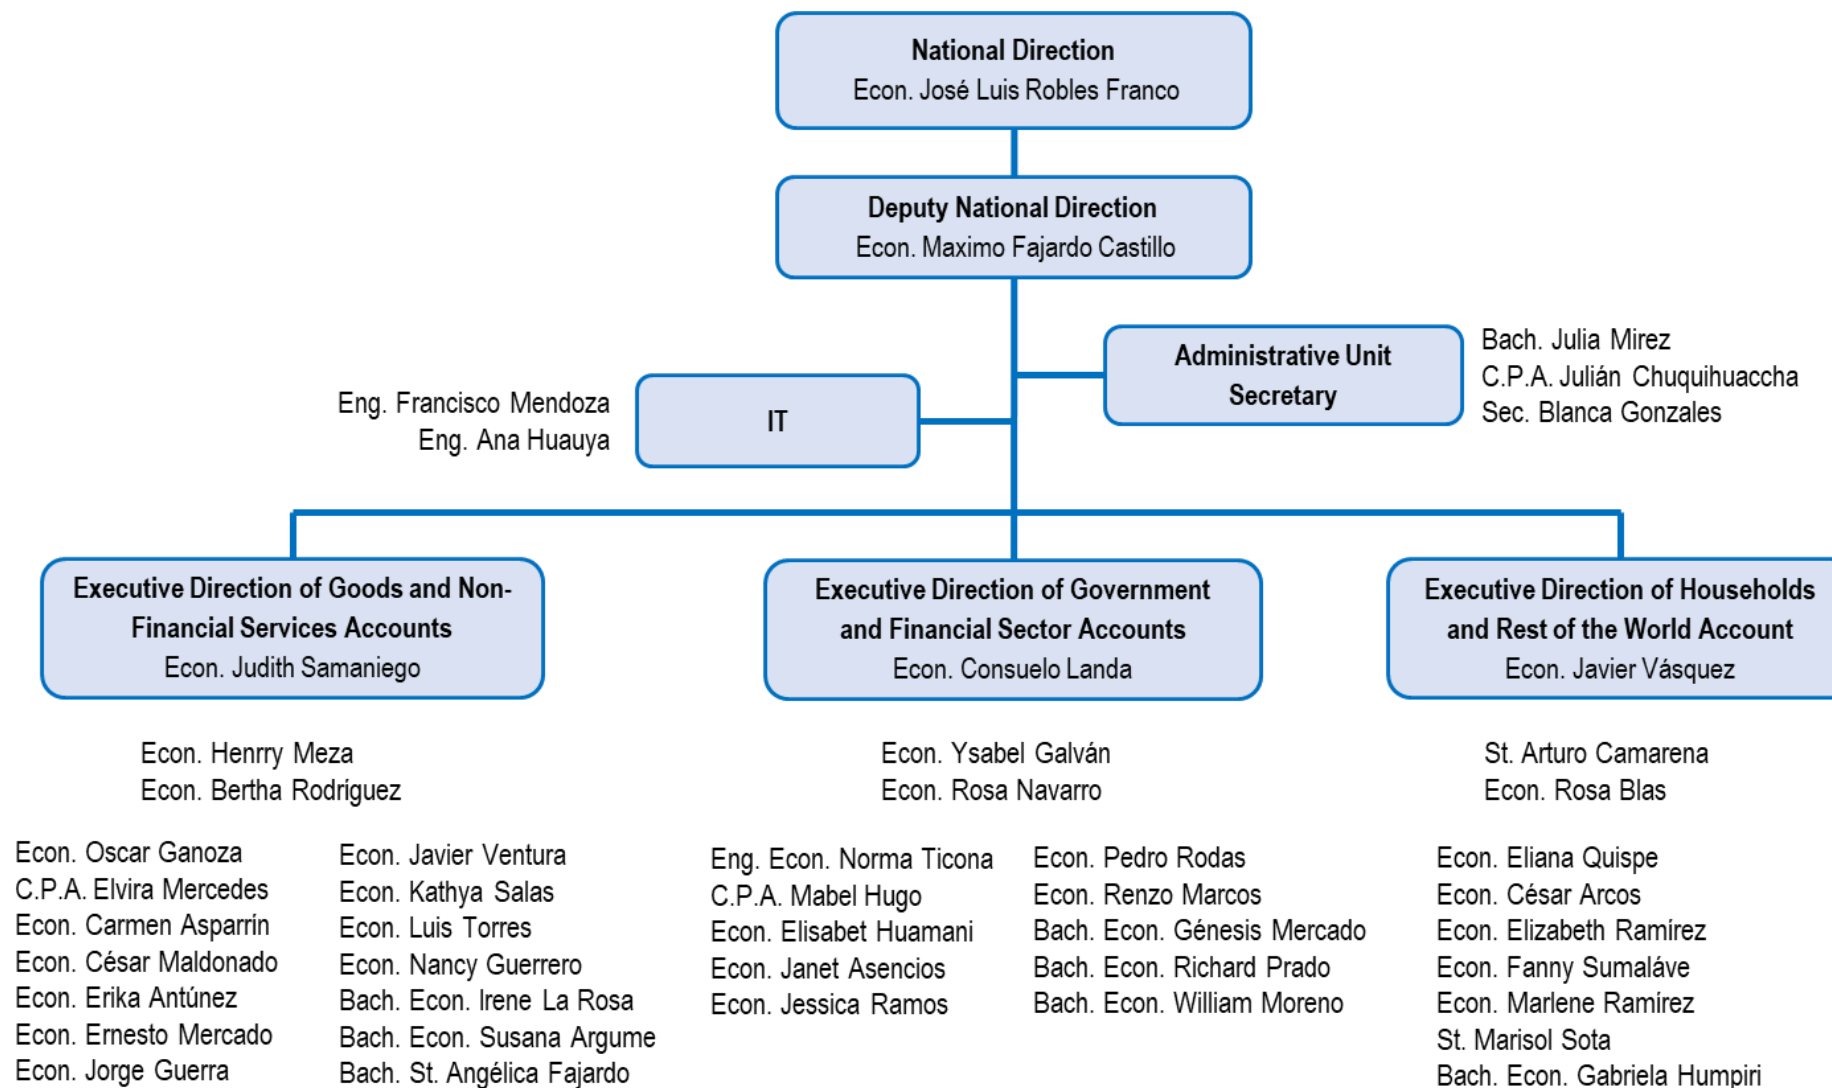 National Direction
Econ. José Luis Robles Franco
Deputy National Direction
Econ. Maximo Fajardo Castillo
Administrative Unit
Secretary
Bach. Julia Mirez
C.P.A. Julián Chuquihuaccha
Sec. Blanca Gonzales
Eng. Francisco Mendoza
Eng. Ana Huauya
IT
Executive Direction of Goods and Non-
Financial Services Accounts
Econ. Judith Samaniego
Executive Direction of Government
and Financial Sector Accounts
Econ. Consuelo Landa
Executive Direction of Households
and Rest of the World Account
Econ. Javier Vásquez
Econ. Henrry Meza
Econ. Bertha Rodríguez
Econ. Oscar Ganoza
C.P.A. Elvira Mercedes
Econ. Carmen Asparrín
Econ. César Maldonado
Econ. Erika Antúnez
Econ. Ernesto Mercado
Econ. Jorge Guerra
Econ. Javier Ventura
Econ. Kathya Salas
Econ. Luis Torres
Econ. Nancy Guerrero
Bach. Econ. Irene La Rosa
Bach. Econ. Susana Argume
Bach. St. Angélica Fajardo
Econ. Ysabel Galván
Econ. Rosa Navarro
Eng. Econ. Norma Ticona
C.P.A. Mabel Hugo
Econ. Elisabet Huamani
Econ. Janet Asencios
Econ. Jessica Ramos
Econ. Pedro Rodas
Econ. Renzo Marcos
Bach. Econ. Génesis Mercado
Bach. Econ. Richard Prado
Bach. Econ. William Moreno
St. Arturo Camarena
Econ. Rosa Blas
Econ. Eliana Quispe
Econ. César Arcos
Econ. Elizabeth Ramírez
Econ. Fanny Sumaláve
Econ. Marlene Ramírez
St. Marisol Sota
Bach. Econ. Gabriela Humpiri